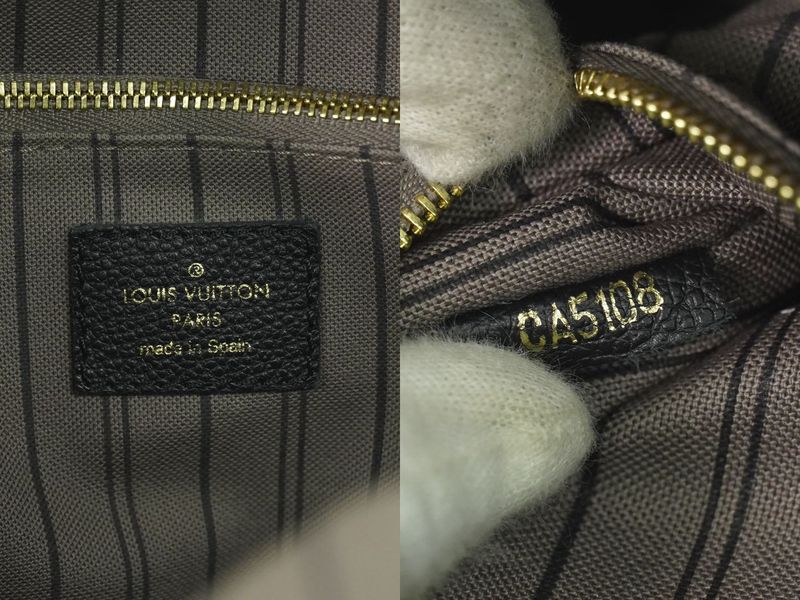 ®
LOUIS VUITTON
PARIS
made in Spain
CA5108